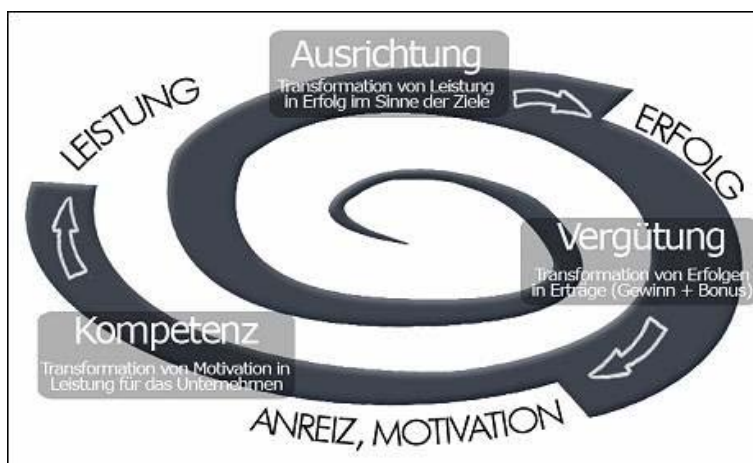 Ausrichtung
Transformation von Leistung
in Erfolg im Sinne der Ziele
LEISTUNG
ERFOLG
Vergütung
Transformation von Erfolgen
in Erträge (Gewinn + Bonus)
Kompetenz
Transformation von Motivation in
Leistung für das Unternehmen
ANREIZ, MOTIVATION